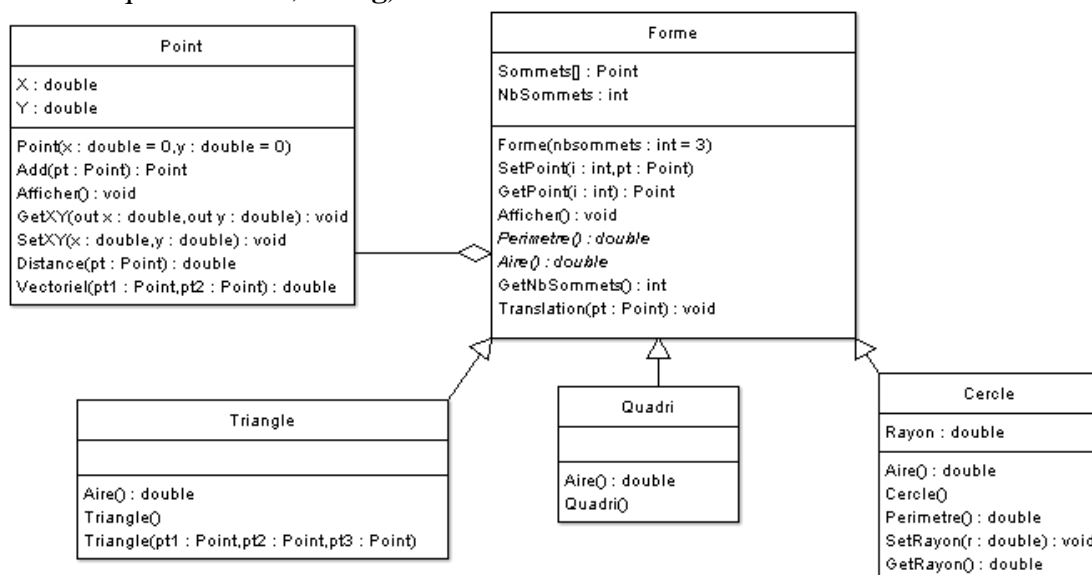 Point
X : double
Y : double
Point(x : double = 0,y : double = 0)
Add(pt : Point) : Point
Afficher() : void
GetXY(out x : double,out y : double) : void
SetXY(x : double,y : double) : void
Distance(pt : Point) : double
Vectoriel(pt1 : Point,pt2 : Point) : double
Forme
Sommets[] : Point
NbSommets : int
Forme(nbsommets : int = 3)
SetPoint(i : int,pt : Point)
GetPoint(i : int) : Point
Afficher() : void
Perimetre() : double
Aire() : double
GetNbSommets() : int
Translation(pt : Point) : void
Triangle
Aire() : double
Triangle()
Triangle(pt1 : Point,pt2 : Point,pt3 : Point)
Quadri
Aire() : double
Quadri()
Cercle
Rayon : double
Aire() : double
Cercle()
Perimetre() : double
SetRayon(r : double) : void
GetRayon() : double